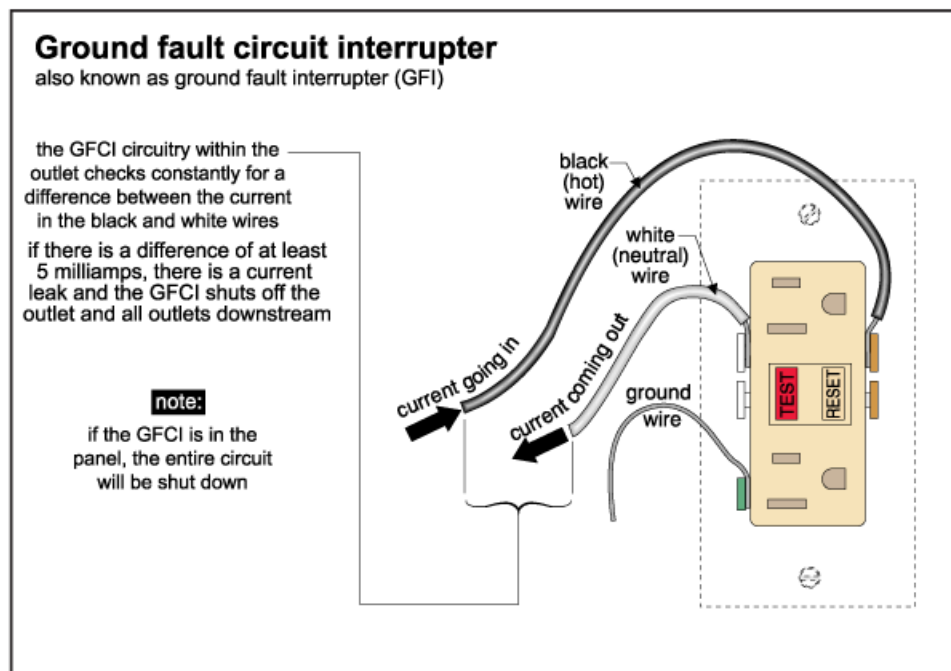 Ground fault circuit interrupter
also known as ground fault interrupter (GFI)
the GFCI circuitry within the
outlet checks constantly for a
difference between the current
in the black and white wires
if there is a difference of at least
5 milliamps, there is a current
leak and the GFCI shuts off the
outlet and all outlets downstream
note:
if the GFCI is in the
panel, the entire circuit
will be shut down
black
(hot)
wire
white
(neutral)
wire
current going in
current coming out
ground
wire
TEST
RESET